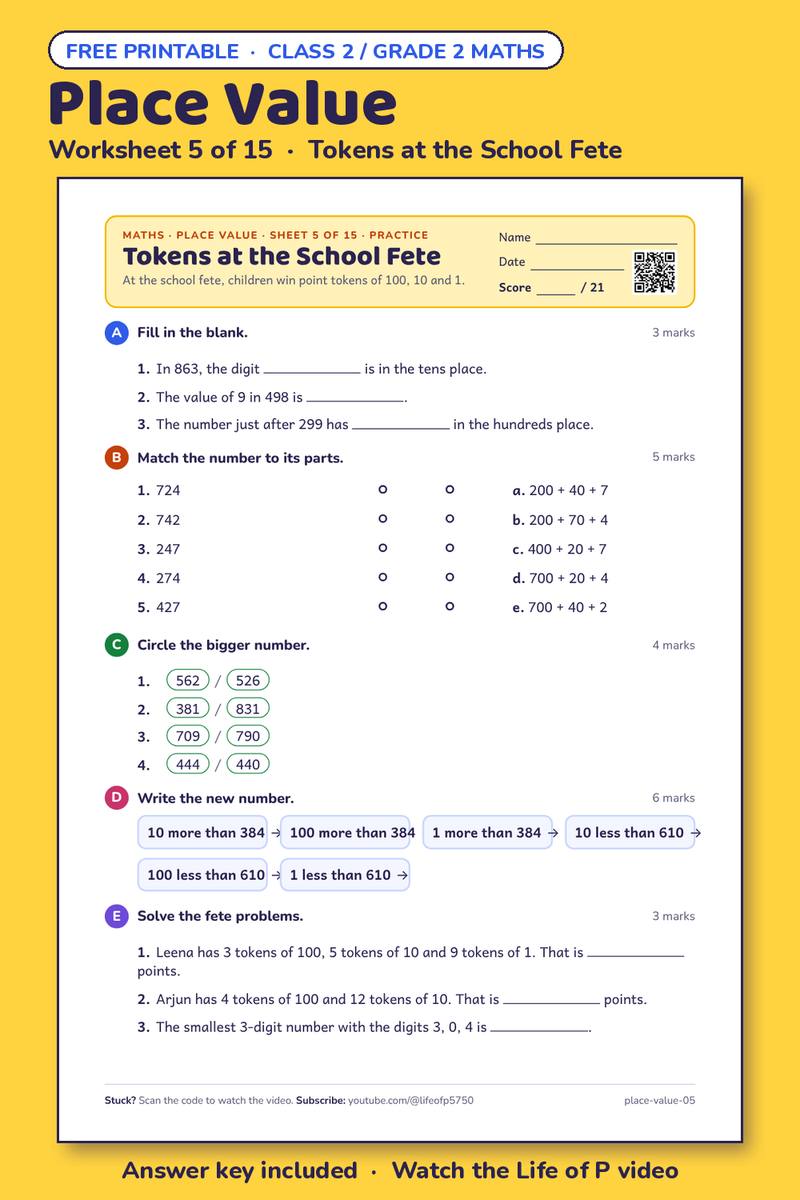 FREE PRINTABLE · CLASS 2 / GRADE 2 MATHS
Place Value
Worksheet 5 of 15 · Tokens at the School Fete
MATHS · PLACE VALUE · SHEET 5 OF 15 · PRACTICE
Tokens at the School Fete
At the school fete, children win point tokens of 100, 10 and 1.
Name ____________________
Date ______________
Score ______ / 21
A Fill in the blank. 3 marks
1. In 863, the digit ______________ is in the tens place.
2. The value of 9 in 498 is ______________.
3. The number just after 299 has ______________ in the hundreds place.
B Match the number to its parts. 5 marks
1. 724 a. 200 + 40 + 7
2. 742 b. 200 + 70 + 4
3. 247 c. 400 + 20 + 7
4. 274 d. 700 + 20 + 4
5. 427 e. 700 + 40 + 2
C Circle the bigger number. 4 marks
1. 562 / 526
2. 381 / 831
3. 709 / 790
4. 444 / 440
D Write the new number. 6 marks
10 more than 384 → 100 more than 384 1 more than 384 → 10 less than 610 →
100 less than 610 → 1 less than 610 →
E Solve the fete problems. 3 marks
1. Leena has 3 tokens of 100, 5 tokens of 10 and 9 tokens of 1. That is ______________
points.
2. Arjun has 4 tokens of 100 and 12 tokens of 10. That is ______________ points.
3. The smallest 3-digit number with the digits 3, 0, 4 is ______________.
Stuck? Scan the code to watch the video. Subscribe: youtube.com/@lifeofp5750 place-value-05
Answer key included · Watch the Life of P video